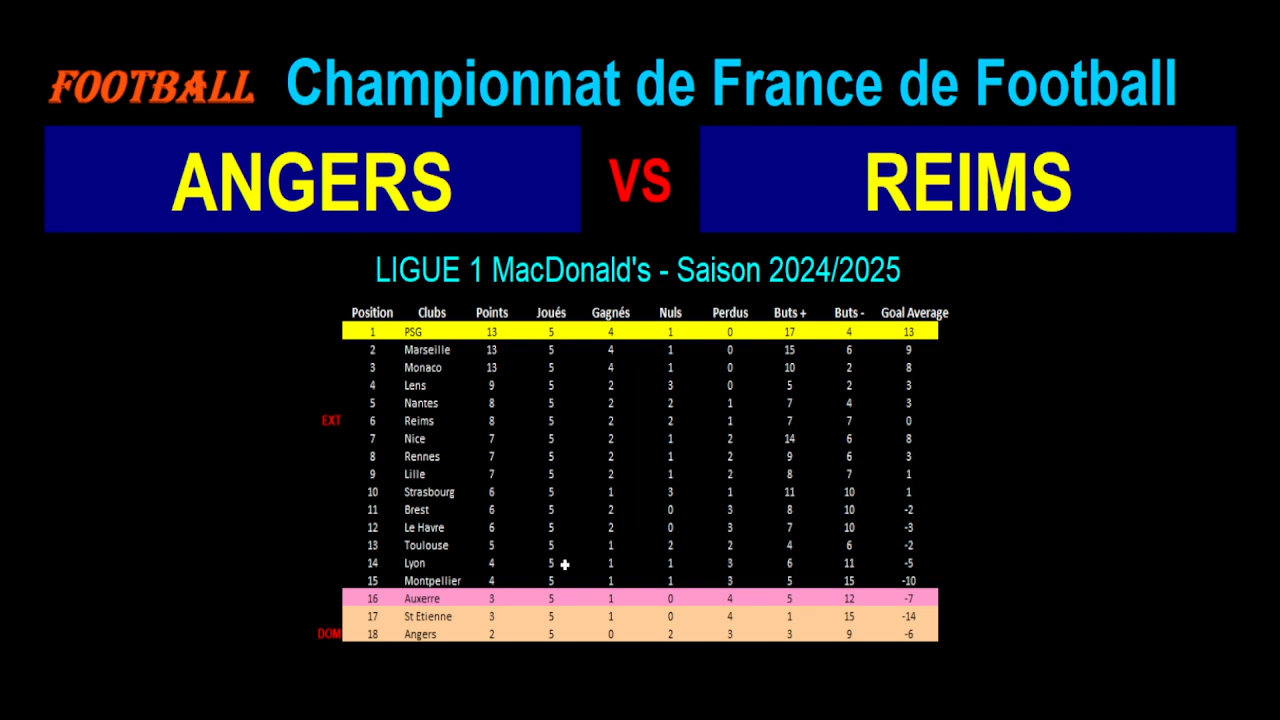 FOOTBALL Championnat de France de Football
ANGERS VS REIMS
LIGUE 1 MacDonald's - Saison 2024/2025
Position Clubs Points Joués Gagnés Nuls Perdus Buts + Buts - Goal Average
1 PSG 13 5 4 1 0 17 4 13
2 Marseille 13 5 4 1 0 15 6 9
3 Monaco 13 5 4 1 0 10 2 8
4 Lens 9 5 2 3 0 5 2 3
5 Nantes 8 5 2 2 1 7 4 3
EXT 6 Reims 8 5 2 2 1 7 7 0
7 Nice 7 5 2 1 2 14 6 8
8 Rennes 7 5 2 1 2 9 6 3
9 Lille 7 5 2 1 2 8 7 1
10 Strasbourg 6 5 1 3 1 11 10 1
11 Brest 6 5 2 0 3 8 10 -2
12 Le Havre 6 5 2 0 3 7 10 -3
13 Toulouse 5 5 1 2 2 4 6 -2
14 Lyon 4 5 1 1 3 6 11 -5
15 Montpellier 4 5 1 1 3 5 15 -10
16 Auxerre 3 5 1 0 4 5 12 -7
17 St Etienne 3 5 1 0 4 1 15 -14
DOM 18 Angers 2 5 0 2 3 3 9 -6